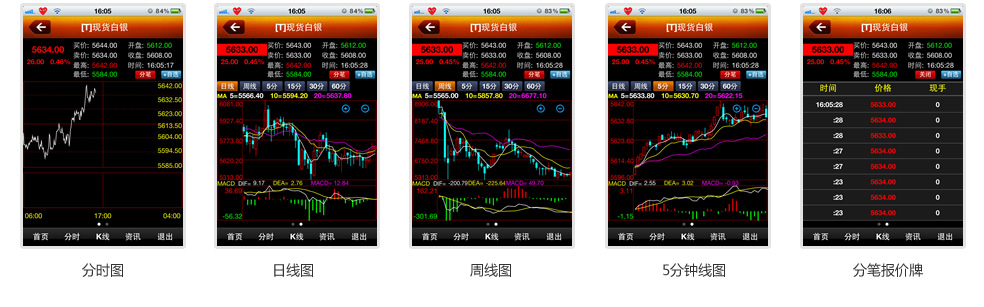 16:05
84%
[T]现货白银
5634.00
26.00 0.45%
买价: 5644.00 开盘: 5612.00
卖价: 5634.00 收盘: 5608.00
最高: 5642.00 时间: 16:05:17
最低: 5584.00 分笔 +自选
5642.00
5632.50
5623.00
5613.50
5604.00
5594.50
5585.00
06:00 17:00 04:00
首页 分时 K线 资讯 退出
分时图
16:05
84%
[T]现货白银
5633.00
25.00 0.45%
买价: 5643.00 开盘: 5612.00
卖价: 5633.00 收盘: 5608.00
最高: 5642.00 时间: 16:05:28
最低: 5584.00 分笔 +自选
日线 周线 5分 15分 30分 60分
MA 5=5566.40 10=5594.20 20=5637.80
6081.00
5927.40
5773.80
5620.20
5333.00
MACD DIF= 9.17 DEA= 2.76 MACD= 12.84
36.69
-56.32
首页 分时 K线 资讯 退出
日线图
16:05
83%
[T]现货白银
5633.00
25.00 0.45%
买价: 5643.00 开盘: 5612.00
卖价: 5633.00 收盘: 5608.00
最高: 5642.00 时间: 16:05:28
最低: 5584.00 分笔 +自选
日线 周线 5分 15分 30分 60分
MA 5=5565.00 10=5857.80 20=6677.10
8906.00
8197.40
7488.80
6780.20
5313.00
MACD DIF= -200.79 DEA= -225.64 MACD= 49.70
162.21
-301.69
首页 分时 K线 资讯 退出
周线图
16:05
83%
[T]现货白银
5633.00
25.00 0.45%
买价: 5643.00 开盘: 5612.00
卖价: 5633.00 收盘: 5608.00
最高: 5642.00 时间: 16:05:28
最低: 5584.00 分笔 +自选
日线 周线 5分 15分 30分 60分
MA 5=5633.80 10=5630.70 20=5622.15
5642.00
5632.80
5623.60
5614.40
5596.00
MACD DIF= 2.55 DEA= 3.02 MACD= -0.93
3.11
-1.15
首页 分时 K线 资讯 退出
5分钟线图
16:06
83%
[T]现货白银
5633.00
25.00 0.45%
买价: 5643.00 开盘: 5612.00
卖价: 5633.00 收盘: 5608.00
最高: 5642.00 时间: 16:05:28
最低: 5584.00 关闭 +自选
时间 价格 现手
16:05:28 5633.00 0
:28 5634.00 0
:28 5633.00 0
:27 5634.00 0
:27 5633.00 0
:23 5634.00 0
:23 5633.00 0
:23 5634.00 0
首页 分时 K线 资讯 退出
分笔报价牌